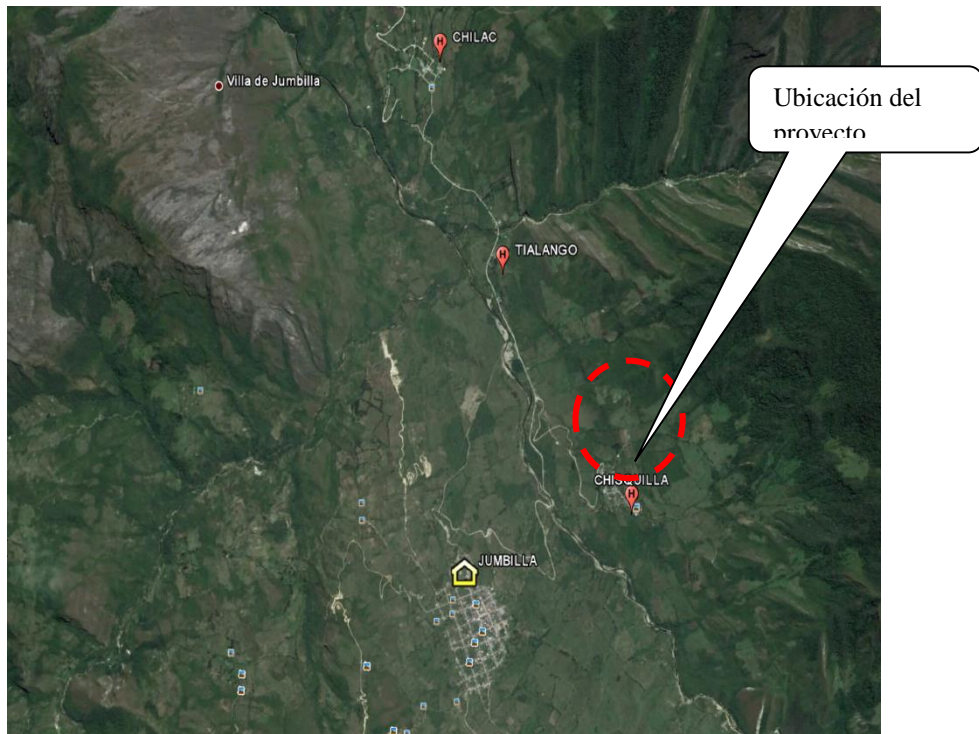 CHILAC
Villa de Jumbilla
Ubicación del
proyecto
H
TIALANGO
H
CHISQUILLA
H
JUMBILLA